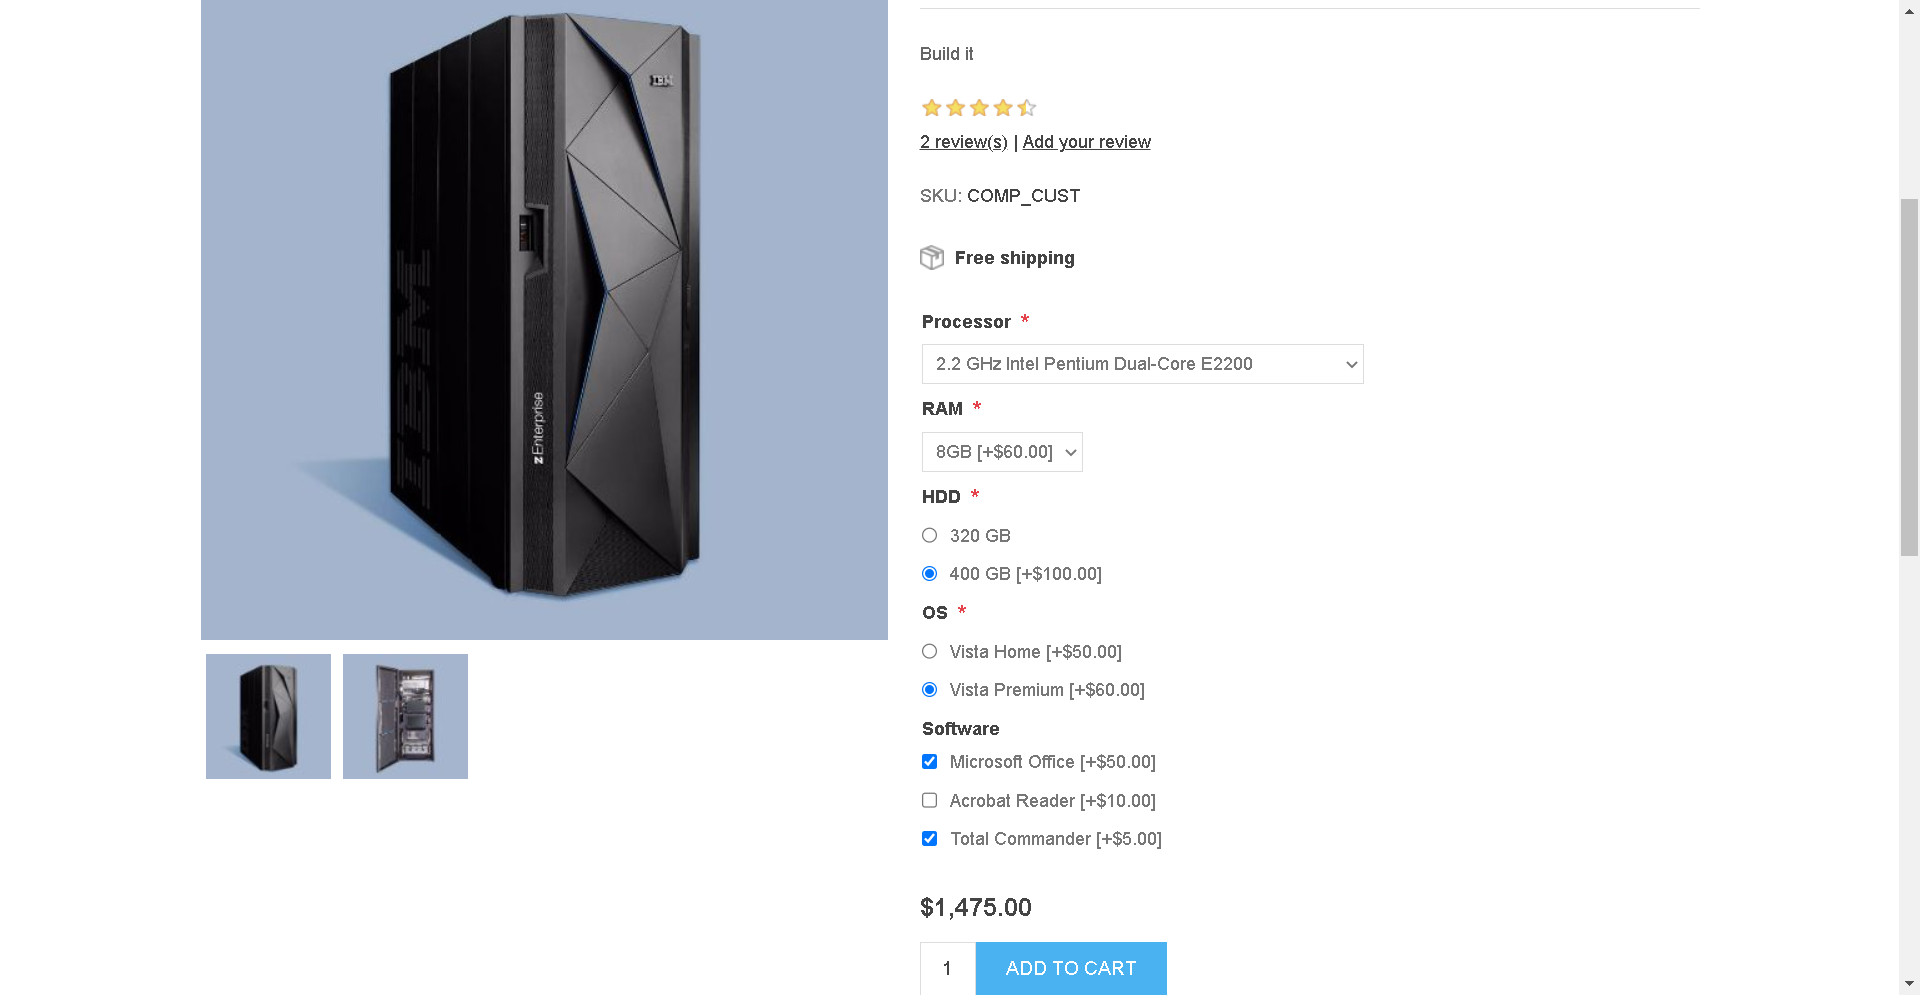 IBM
IBM
zEnterprise
Build it
2 review(s) | Add your review
SKU: COMP_CUST
Free shipping
Processor *
2.2 GHz Intel Pentium Dual-Core E2200
RAM *
8GB [+$60.00]
HDD *
320 GB
400 GB [+$100.00]
OS *
Vista Home [+$50.00]
Vista Premium [+$60.00]
Software
Microsoft Office [+$50.00]
Acrobat Reader [+$10.00]
Total Commander [+$5.00]
$1,475.00
1 ADD TO CART